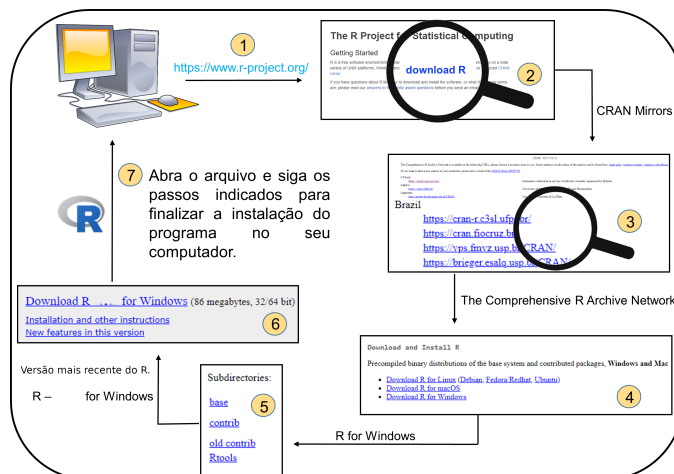 1
https://www.r-project.org/
The R Project f Statistical Computing
Getting Started
download R
2
CRAN Mirrors
Brazil
https://cran-r.c3sl.ufp br/
https://cran.fiocruz.br
https://vps.fmvz.usp.b CRAN/
https://brieger.esalq.usp.b CRAN/
3
The Comprehensive R Archive Network
Download and Install R
Precompiled binary distributions of the base system and contributed packages, Windows and Mac
Download R for Linux (Debian, Fedora/Redhat, Ubuntu)
Download R for macOS
Download R for Windows
4
R for Windows
Subdirectories:
base
contrib
old contrib
Rtools
5
Versão mais recente do R.
R – for Windows
Download R for Windows (86 megabytes, 32/64 bit)
Installation and other instructions
New features in this version
6
R
7
Abra o arquivo e siga os
passos indicados para
finalizar a instalação do
programa no seu
computador.